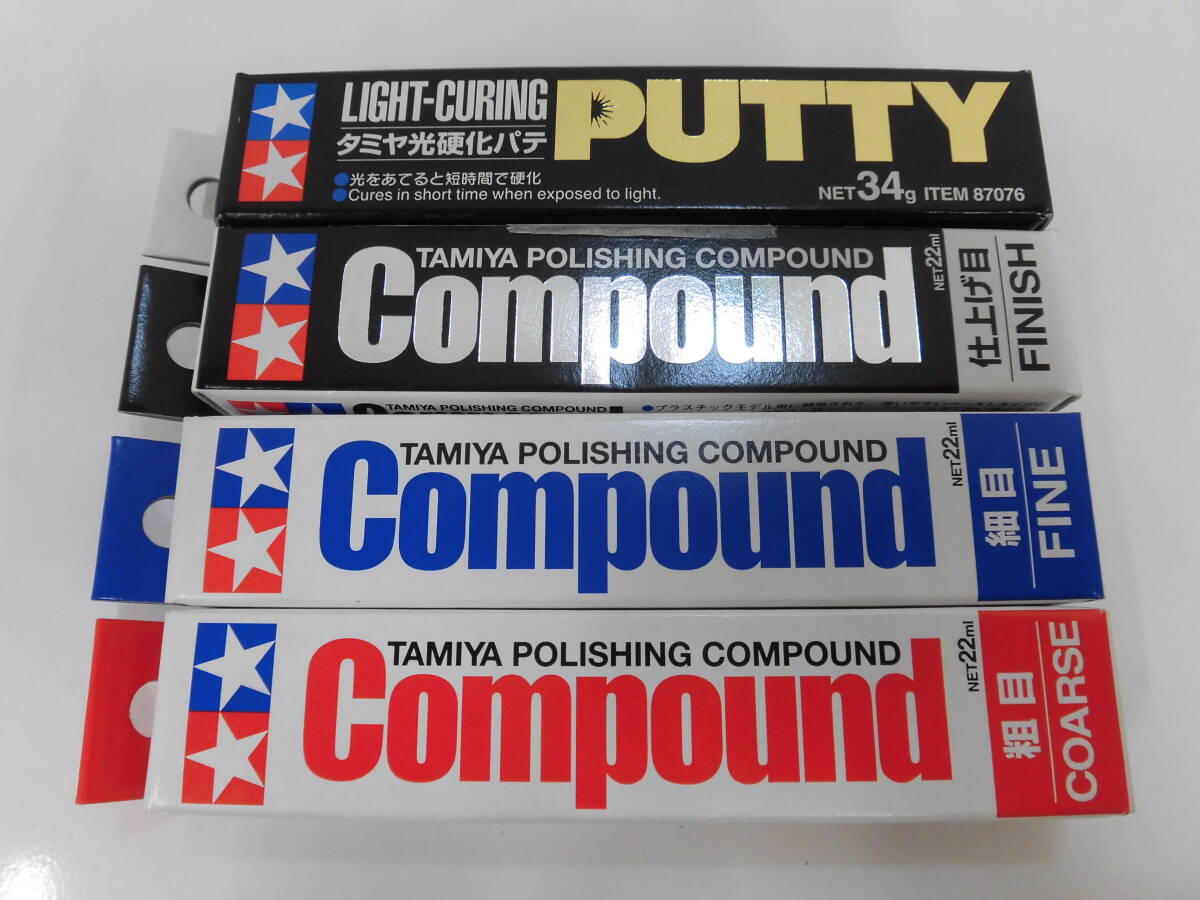 LIGHT-CURING
タミヤ光硬化パテ
PUTTY
●光をあてると短時間で硬化
●Cures in short time when exposed to light.
NET 34g ITEM 87076
TAMIYA POLISHING COMPOUND
Compound
NET 22ml
仕上げ目
FINISH
TAMIYA POLISHING COMPOUND
TAMIYA POLISHING COMPOUND
Compound
NET 22ml
細目
FINE
TAMIYA POLISHING COMPOUND
Compound
NET 22ml
粗目
COARSE